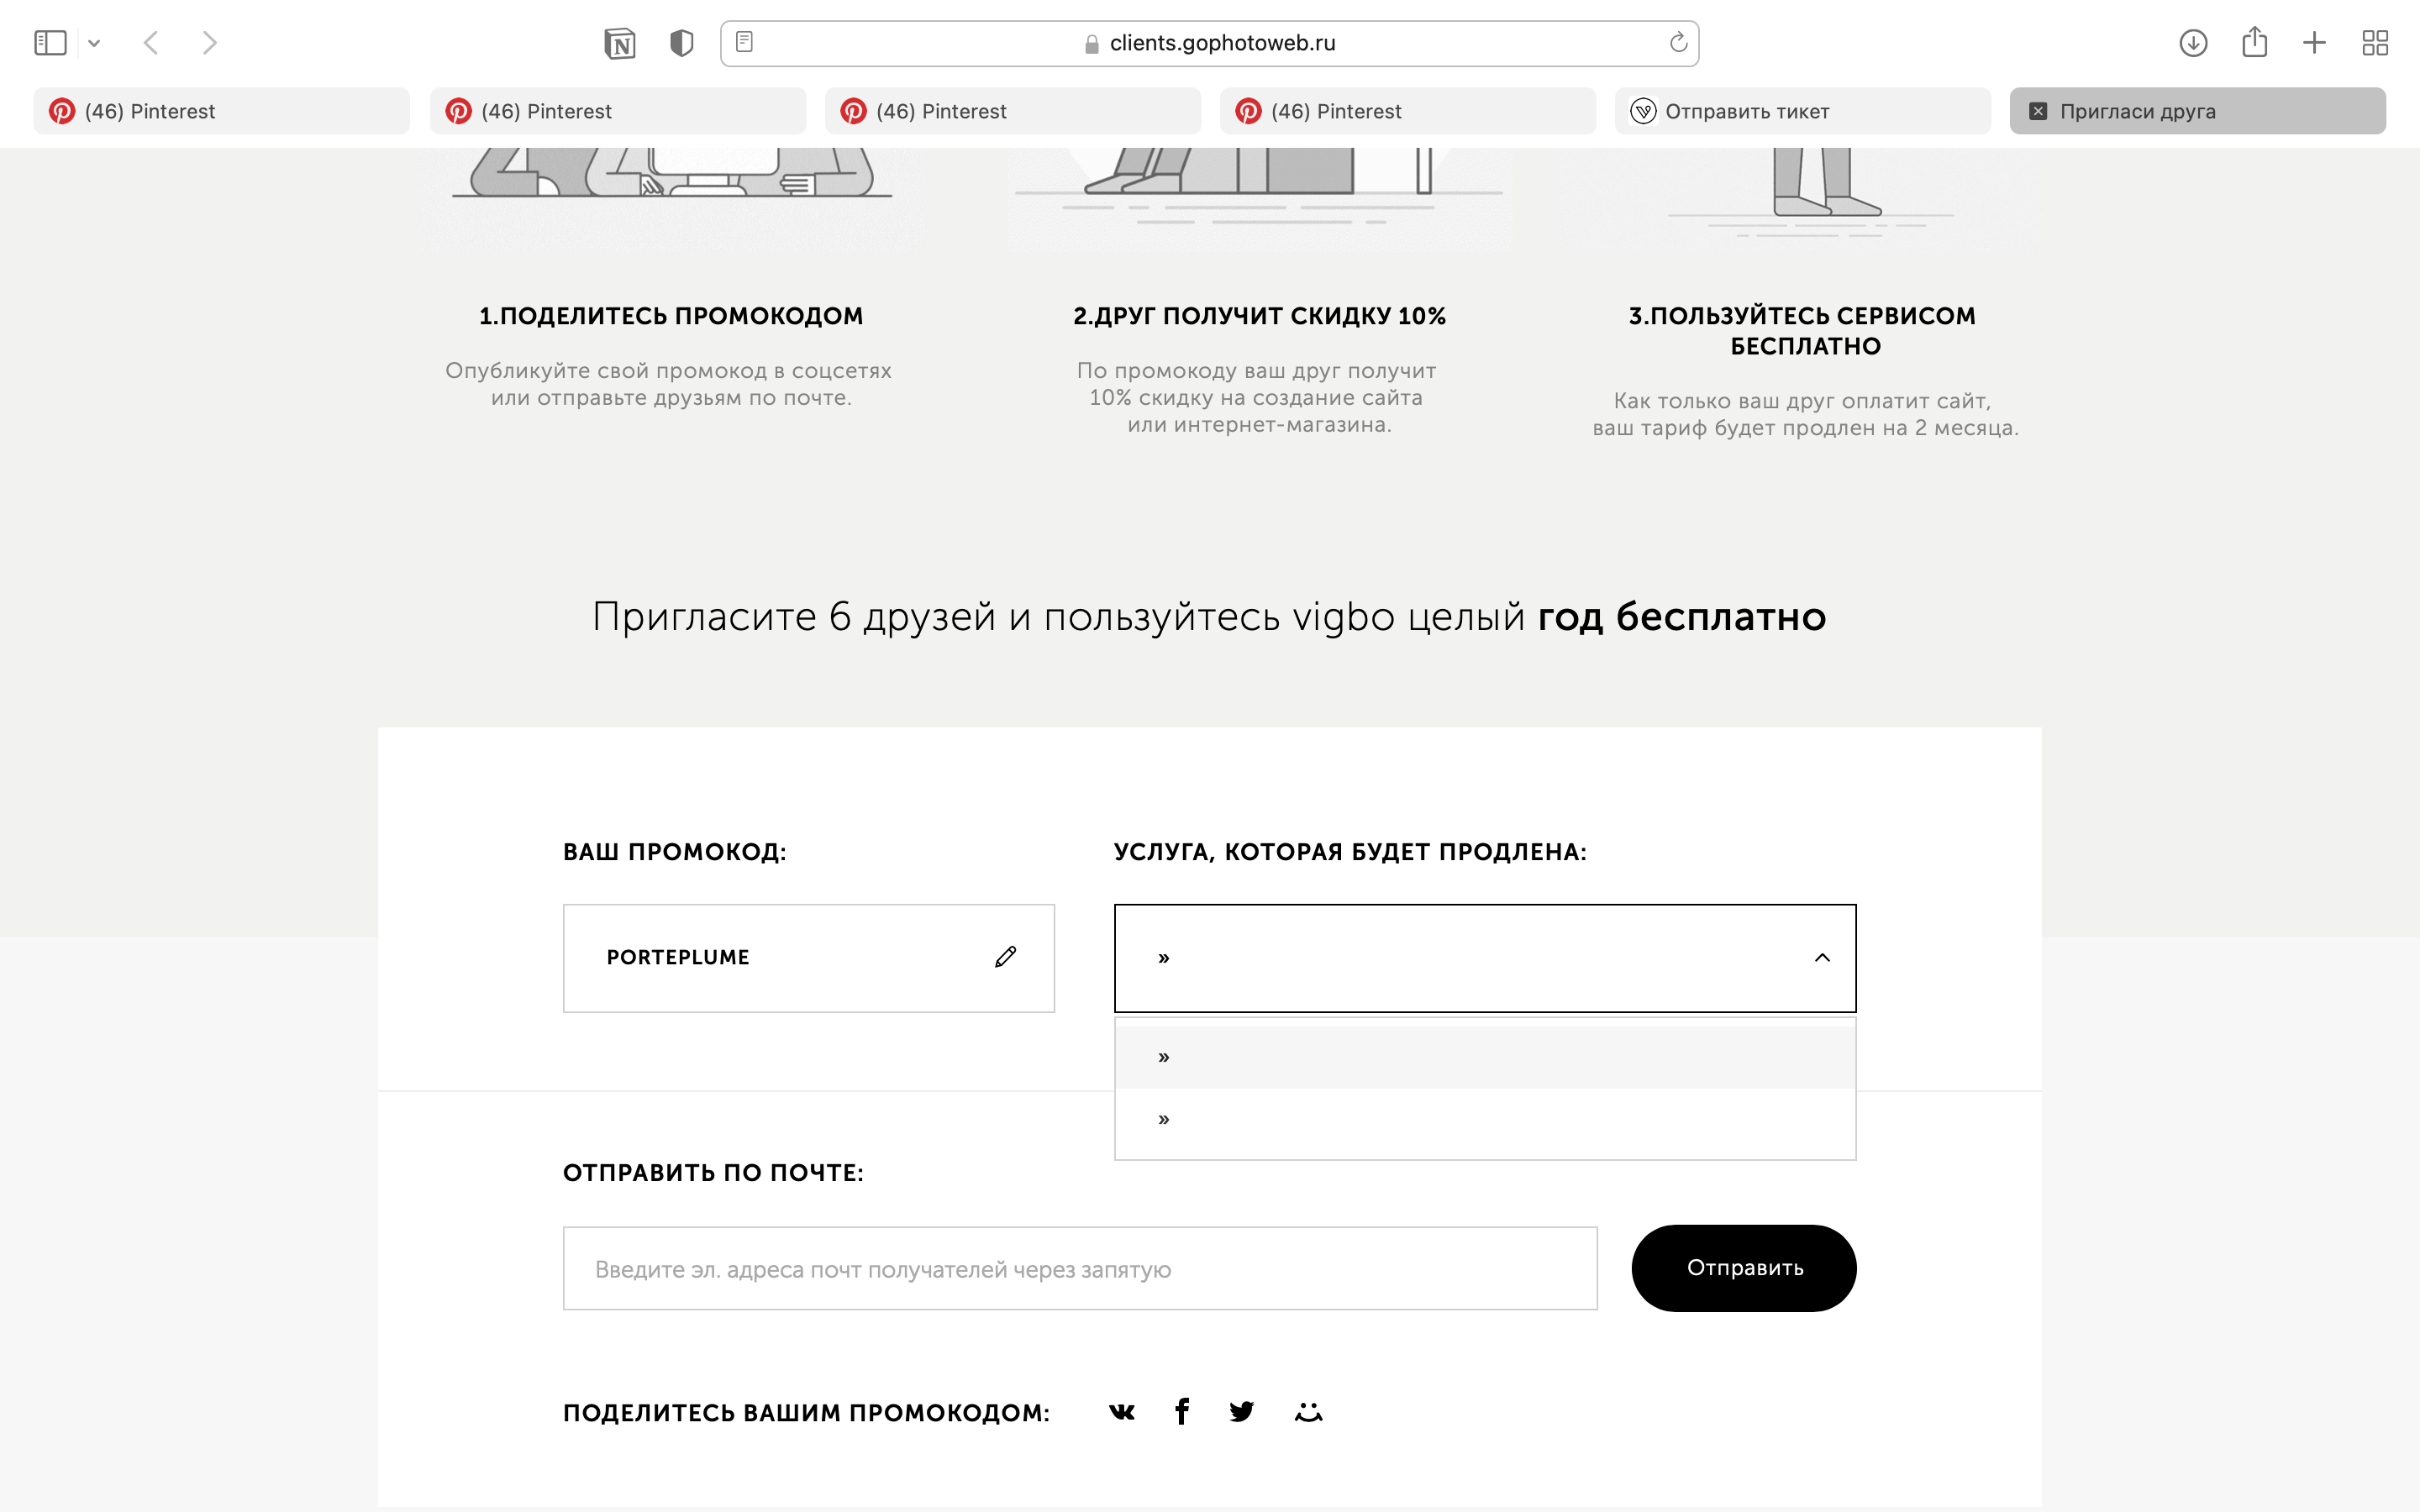 clients.gophotoweb.ru
(46) Pinterest
(46) Pinterest
(46) Pinterest
(46) Pinterest
Отправить тикет
Пригласи друга
1.ПОДЕЛИТЕСЬ ПРОМОКОДОМ
Опубликуйте свой промокод в соцсетях
или отправьте друзьям по почте.
2.ДРУГ ПОЛУЧИТ СКИДКУ 10%
По промокоду ваш друг получит
10% скидку на создание сайта
или интернет-магазина.
3.ПОЛЬЗУЙТЕСЬ СЕРВИСОМ
БЕСПЛАТНО
Как только ваш друг оплатит сайт,
ваш тариф будет продлен на 2 месяца.
Пригласите 6 друзей и пользуйтесь vigbo целый год бесплатно
ВАШ ПРОМОКОД:
PORTEPLUME
УСЛУГА, КОТОРАЯ БУДЕТ ПРОДЛЕНА:
»
»
»
ОТПРАВИТЬ ПО ПОЧТЕ:
Введите эл. адреса почт получателей через запятую
Отправить
ПОДЕЛИТЕСЬ ВАШИМ ПРОМОКОДОМ: